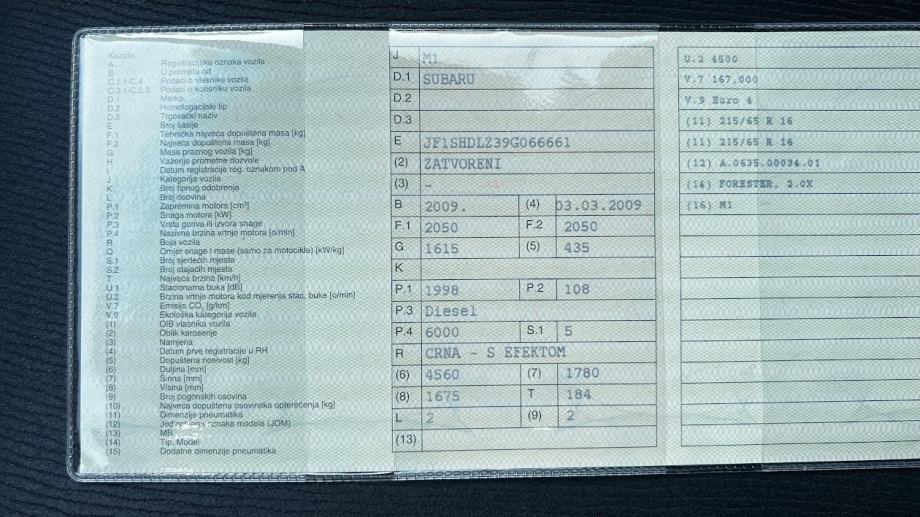 Kazalo:
A Registracijska oznaka vozila
B U prometu od
C.1.1-C.4 Podaci o vlasniku vozila
C.3.1-C.3.3 Podaci o korisniku vozila
D.1 Marka
D.2 Homologacijski tip
D.3 Trgovački naziv
E Broj šasije
F.1 Tehnička najveća dopuštena masa [kg]
F.2 Najveća dopuštena masa [kg]
G Masa praznog vozila [kg]
H Važenje prometne dozvole
I Datum registracije reg. oznakom pod A
J Kategorija vozila
K Broj tipnog odobrenja
L Broj osovina
P.1 Zapremina motora [cm³]
P.2 Snaga motora [kW]
P.3 Vrsta goriva ili izvora snage
P.4 Nazivna brzina vrtnje motora [o/min]
R Boja vozila
Q Omjer snage i mase (samo za motocikle) [kW/kg]
S.1 Broj sjedećih mjesta
S.2 Broj stajaćih mjesta
T Najveća brzina [km/h]
U.1 Stacionarna buka [dB]
U.2 Brzina vrtnje motora kod mjerenja stac. buke [o/min]
V.7 Emisija CO₂ [g/km]
V.9 Ekološka kategorija vozila
(1) OIB vlasnika vozila
(2) Oblik karoserije
(3) Namjena
(4) Datum prve registracije u RH
(5) Dopuštena nosivost [kg]
(6) Duljina [mm]
(7) Širina [mm]
(8) Visina [mm]
(9) Broj pogonskih osovina
(10) Najveća dopuštena osovinska opterećenja [kg]
(11) Dimenzije pneumatika
(12) Jedinstvena oznaka modela (JOM)
(13) MB
(14) Tip, Model
(15) Dodatne dimenzije pneumatika
J M1
D.1 SUBARU
D.2
D.3
E JF1SHDLZ39G066661
(2) ZATVORENI
(3) –
B 2009. (4) 03.03.2009
F.1 2050 F.2 2050
G 1615 (5) 435
K
P.1 1998 P.2 108
P.3 Diesel
P.4 6000 S.1 5
R CRNA - S EFEKTOM
(6) 4560 (7) 1780
(8) 1675 T 184
L 2 (9) 2
(13)
U.2 4500
V.7 167,000
V.9 Euro 4
(11) 215/65 R 16
(11) 215/65 R 16
(12) A.0635.00034.01
(14) FORESTER, 2.0X
(16) M1